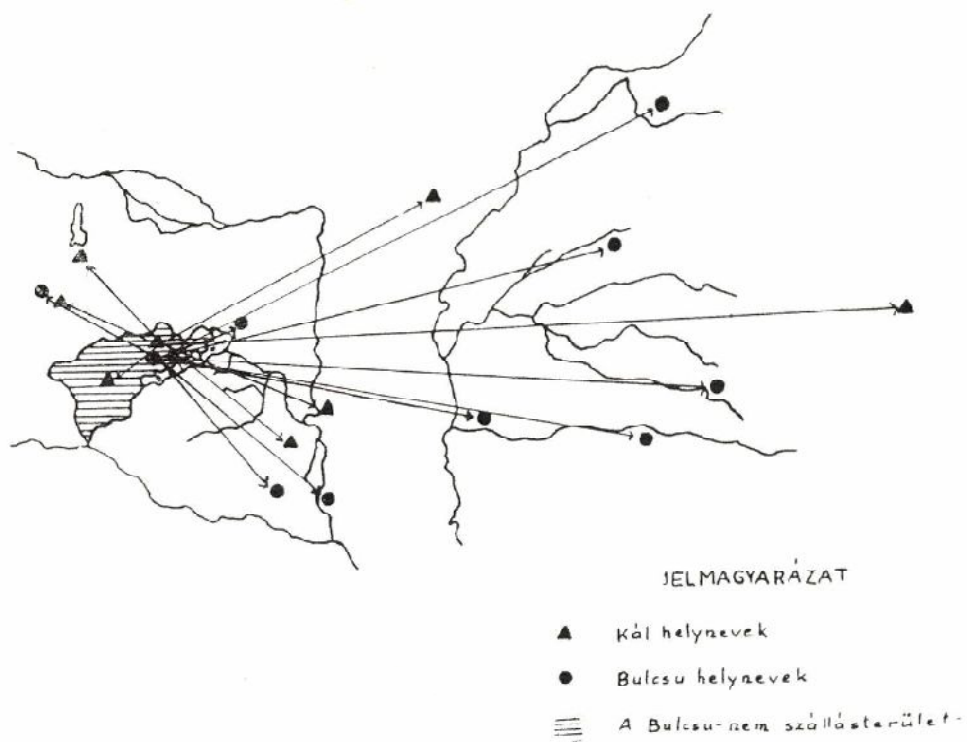 JELMAGYARÁZAT
Kál helynevek
Bulcsu helynevek
A Bulcsu-nem szállásterület-